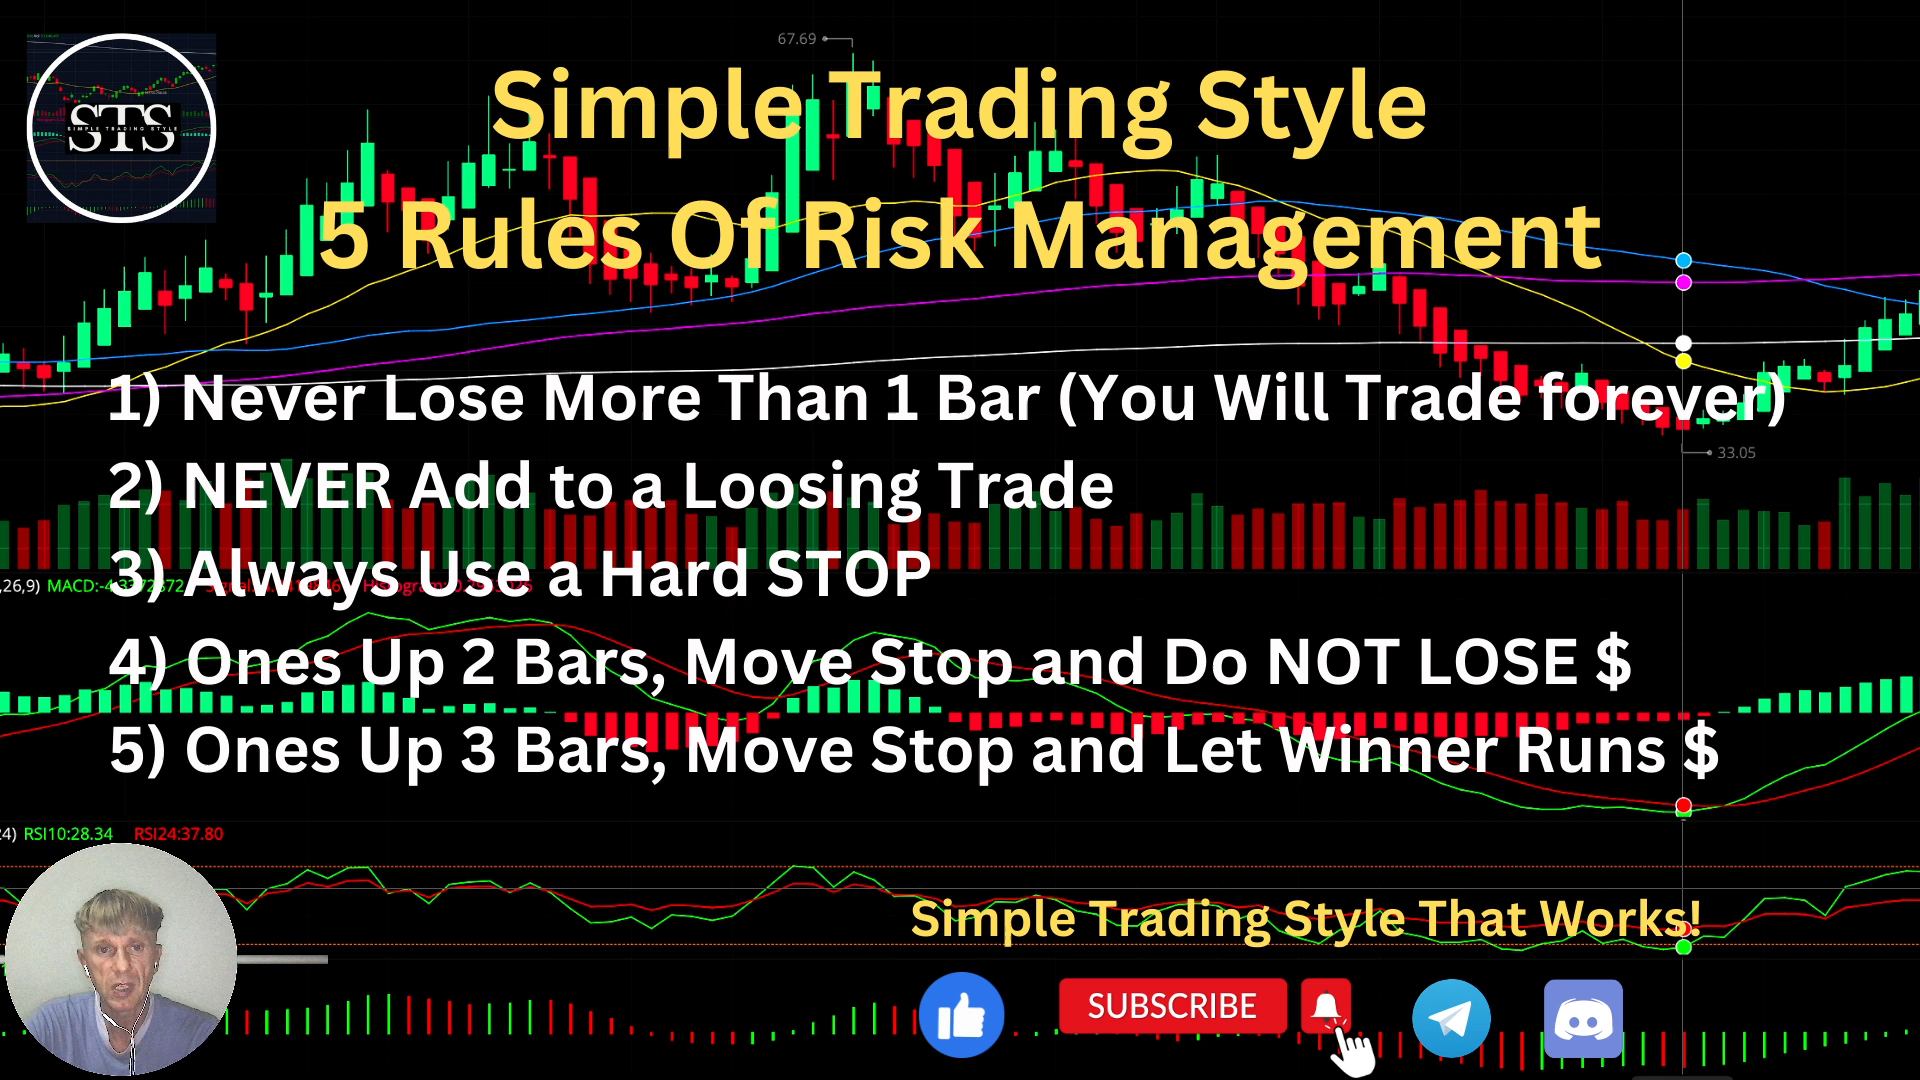 67.69
STS
SIMPLE TRADING STYLE
Simple Trading Style
5 Rules Of Risk Management
1) Never Lose More Than 1 Bar (You Will Trade forever)
33.05
2) NEVER Add to a Loosing Trade
3) Always Use a Hard STOP
,26,9) MACD:-4.3372872
4) Ones Up 2 Bars, Move Stop and Do NOT LOSE $
5) Ones Up 3 Bars, Move Stop and Let Winner Runs $
24) RSI10:28.34 RSI24:37.80
Simple Trading Style That Works!
SUBSCRIBE